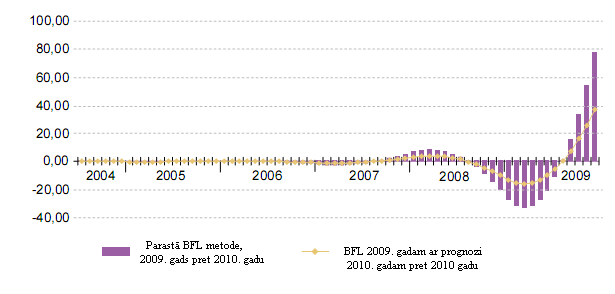 100,00
80,00
60,00
40,00
20,00
0,00
-20,00
-40,00
2004 2005 2006 2007 2008 2009
Parastā BFL metode,
2009. gads pret 2010. gadu
BFL 2009. gadam ar prognozi
2010. gadam pret 2010 gadu